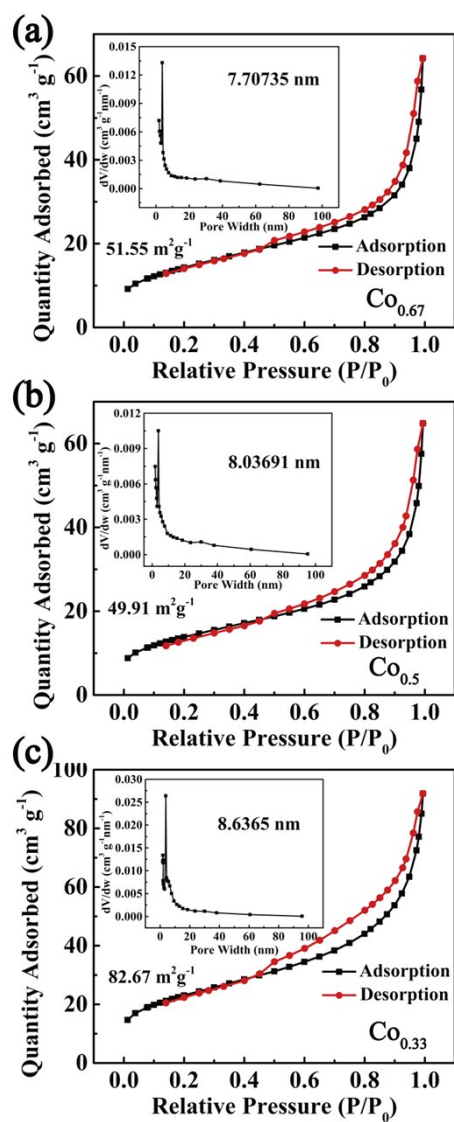 (a)
0.015
0.012
0.009
0.006
0.003
0.000
dV/dw (cm³ g⁻¹nm⁻¹)
7.70735 nm
0 20 40 60 80 100
Pore Width (nm)
60
40
20
0
Quantity Adsorbed (cm³ g⁻¹)
51.55 m²g⁻¹
Adsorption
Desorption
Co₀.₆₇
0.0 0.2 0.4 0.6 0.8 1.0
Relative Pressure (P/P₀)
(b)
0.012
0.009
0.006
0.003
0.000
dV/dw (cm³ g⁻¹nm⁻¹)
8.03691 nm
0 20 40 60 80 100
Pore Width (nm)
60
40
20
0
Quantity Adsorbed (cm³ g⁻¹)
49.91 m²g⁻¹
Adsorption
Desorption
Co₀.₅
0.0 0.2 0.4 0.6 0.8 1.0
Relative Pressure (P/P₀)
(c)
0.030
0.025
0.020
0.015
0.010
0.005
0.000
dV/dw (cm³ g⁻¹nm⁻¹)
8.6365 nm
0 20 40 60 80 100
Pore Width (nm)
100
80
60
40
20
0
Quantity Adsorbed (cm³ g⁻¹)
82.67 m²g⁻¹
Adsorption
Desorption
Co₀.₃₃
0.0 0.2 0.4 0.6 0.8 1.0
Relative Pressure (P/P₀)